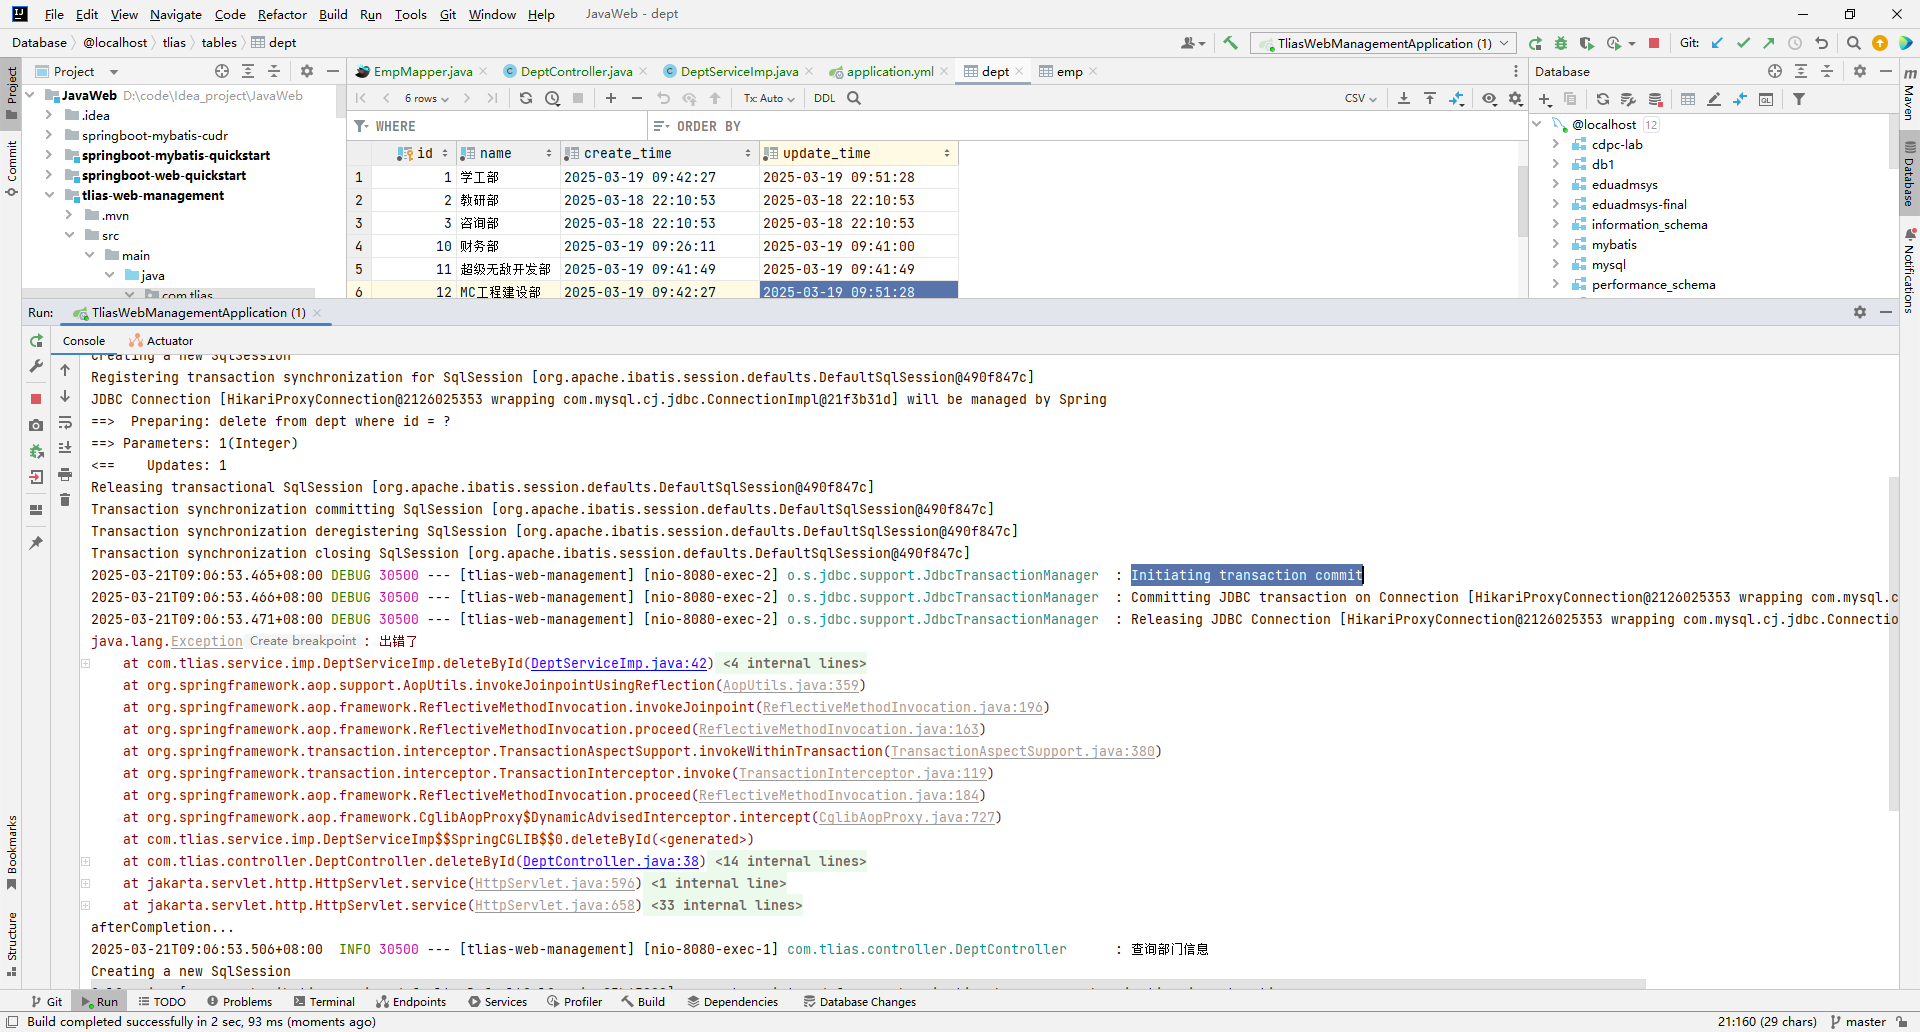 File Edit View Navigate Code Refactor Build Run Tools Git Window Help JavaWeb - dept
Database @localhost tlias tables dept TliasWebManagementApplication (1) Git:
Project EmpMapper.java DeptController.java DeptServiceImp.java application.yml dept emp Database
JavaWeb D:\code\Idea_project\JavaWeb 6 rows Tx: Auto DDL CSV
.idea WHERE ORDER BY @localhost 12
springboot-mybatis-cudr cdpc-lab
springboot-mybatis-quickstart id name create_time update_time db1
springboot-web-quickstart 1 1 学工部 2025-03-19 09:42:27 2025-03-19 09:51:28 eduadmsys
tlias-web-management 2 2 教研部 2025-03-18 22:10:53 2025-03-18 22:10:53 eduadmsys-final
.mvn 3 3 咨询部 2025-03-18 22:10:53 2025-03-18 22:10:53 information_schema
src 4 10 财务部 2025-03-19 09:26:11 2025-03-19 09:41:00 mybatis
main 5 11 超级无敌开发部 2025-03-19 09:41:49 2025-03-19 09:41:49 mysql
java 6 12 MC工程建设部 2025-03-19 09:42:27 2025-03-19 09:51:28 performance_schema
com.tlias
Project
Commit
Bookmarks
Structure
Maven
Database
Notifications
Run: TliasWebManagementApplication (1)
Console Actuator
Creating a new SqlSession
Registering transaction synchronization for SqlSession [org.apache.ibatis.session.defaults.DefaultSqlSession@490f847c]
JDBC Connection [HikariProxyConnection@2126025353 wrapping com.mysql.cj.jdbc.ConnectionImpl@21f3b31d] will be managed by Spring
==>  Preparing: delete from dept where id = ?
==> Parameters: 1(Integer)
<==    Updates: 1
Releasing transactional SqlSession [org.apache.ibatis.session.defaults.DefaultSqlSession@490f847c]
Transaction synchronization committing SqlSession [org.apache.ibatis.session.defaults.DefaultSqlSession@490f847c]
Transaction synchronization deregistering SqlSession [org.apache.ibatis.session.defaults.DefaultSqlSession@490f847c]
Transaction synchronization closing SqlSession [org.apache.ibatis.session.defaults.DefaultSqlSession@490f847c]
2025-03-21T09:06:53.465+08:00 DEBUG 30500 --- [tlias-web-management] [nio-8080-exec-2] o.s.jdbc.support.JdbcTransactionManager  : Initiating transaction commit
2025-03-21T09:06:53.466+08:00 DEBUG 30500 --- [tlias-web-management] [nio-8080-exec-2] o.s.jdbc.support.JdbcTransactionManager  : Committing JDBC transaction on Connection [HikariProxyConnection@2126025353 wrapping com.mysql.c
2025-03-21T09:06:53.471+08:00 DEBUG 30500 --- [tlias-web-management] [nio-8080-exec-2] o.s.jdbc.support.JdbcTransactionManager  : Releasing JDBC Connection [HikariProxyConnection@2126025353 wrapping com.mysql.cj.jdbc.Connectio
java.lang.Exception Create breakpoint : 出错了
at com.tlias.service.imp.DeptServiceImp.deleteById(DeptServiceImp.java:42) <4 internal lines>
at org.springframework.aop.support.AopUtils.invokeJoinpointUsingReflection(AopUtils.java:359)
at org.springframework.aop.framework.ReflectiveMethodInvocation.invokeJoinpoint(ReflectiveMethodInvocation.java:196)
at org.springframework.aop.framework.ReflectiveMethodInvocation.proceed(ReflectiveMethodInvocation.java:163)
at org.springframework.transaction.interceptor.TransactionAspectSupport.invokeWithinTransaction(TransactionAspectSupport.java:380)
at org.springframework.transaction.interceptor.TransactionInterceptor.invoke(TransactionInterceptor.java:119)
at org.springframework.aop.framework.ReflectiveMethodInvocation.proceed(ReflectiveMethodInvocation.java:184)
at org.springframework.aop.framework.CglibAopProxy$DynamicAdvisedInterceptor.intercept(CglibAopProxy.java:727)
at com.tlias.service.imp.DeptServiceImp$$SpringCGLIB$$0.deleteById(<generated>)
at com.tlias.controller.DeptController.deleteById(DeptController.java:38) <14 internal lines>
at jakarta.servlet.http.HttpServlet.service(HttpServlet.java:596) <1 internal line>
at jakarta.servlet.http.HttpServlet.service(HttpServlet.java:658) <33 internal lines>
afterCompletion...
2025-03-21T09:06:53.506+08:00  INFO 30500 --- [tlias-web-management] [nio-8080-exec-1] com.tlias.controller.DeptController      : 查询部门信息
Creating a new SqlSession
Git Run TODO Problems Terminal Endpoints Services Profiler Build Dependencies Database Changes
Build completed successfully in 2 sec, 93 ms (moments ago) 21:160 (29 chars) master